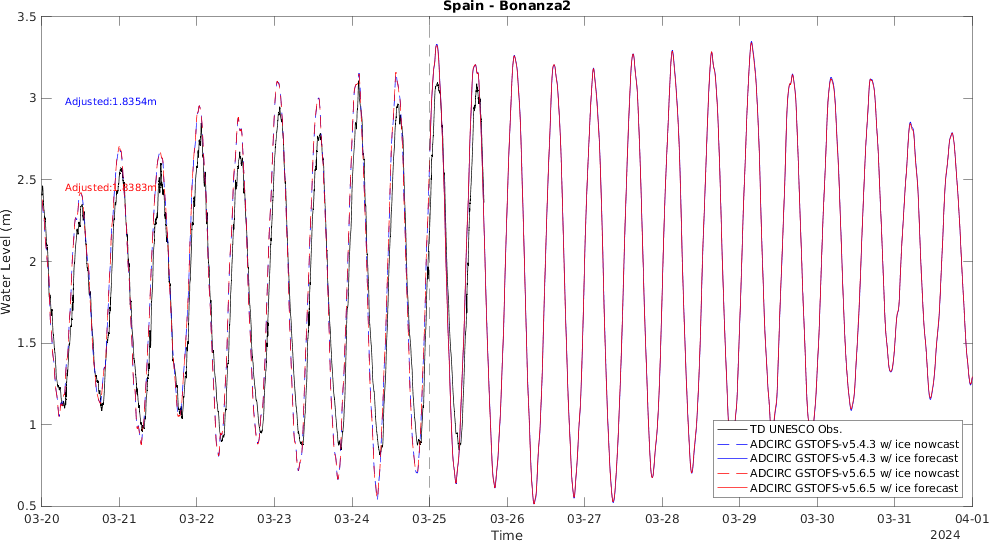 Spain - Bonanza2
3.5
3
2.5
2
1.5
1
0.5
Water Level (m)
Adjusted:1.8354m
Adjusted:1.8383m
TD UNESCO Obs.
ADCIRC GSTOFS-v5.4.3 w/ ice nowcast
ADCIRC GSTOFS-v5.4.3 w/ ice forecast
ADCIRC GSTOFS-v5.6.5 w/ ice nowcast
ADCIRC GSTOFS-v5.6.5 w/ ice forecast
03-20 03-21 03-22 03-23 03-24 03-25 03-26 03-27 03-28 03-29 03-30 03-31 04-01
Time
2024